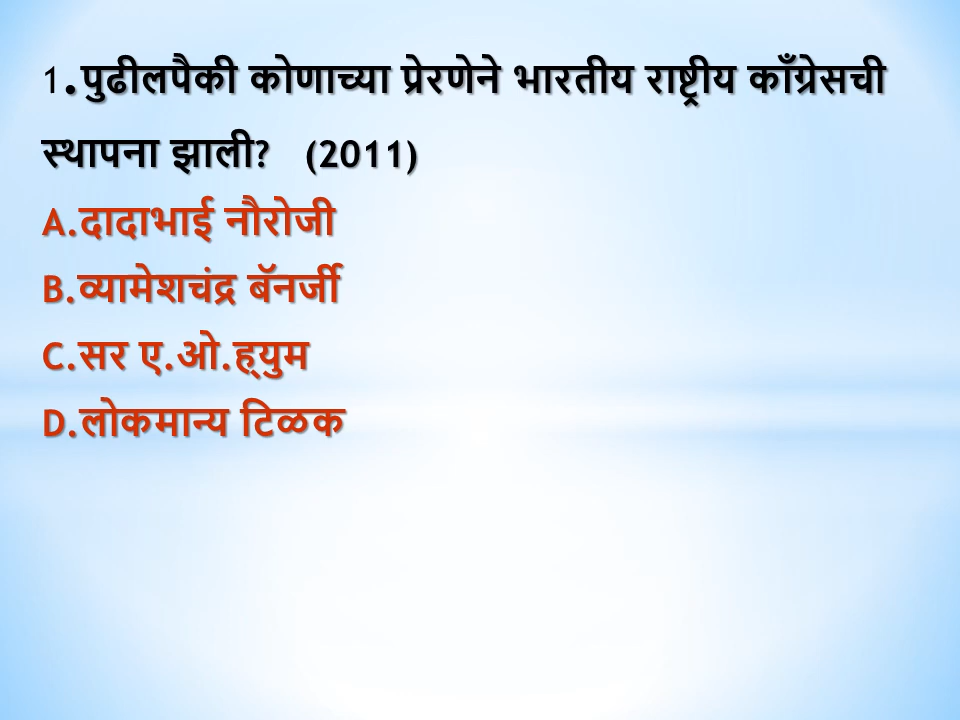 1.पुढीलपैकी कोणाच्या प्रेरणेने भारतीय राष्ट्रीय काँग्रेसची
स्थापना झाली? (2011)
A.दादाभाई नौरोजी
B.व्यामेशचंद्र बॅनर्जी
C.सर ए.ओ.ह्युम
D.लोकमान्य टिळक